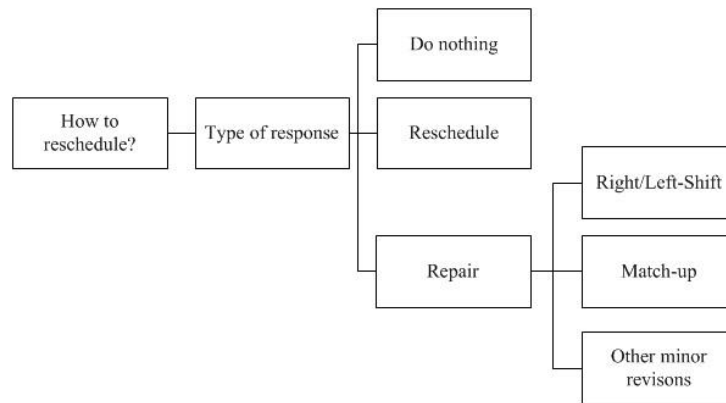 Do nothing
How to
reschedule?
Type of response
Reschedule
Right/Left-Shift
Repair
Match-up
Other minor
revisons